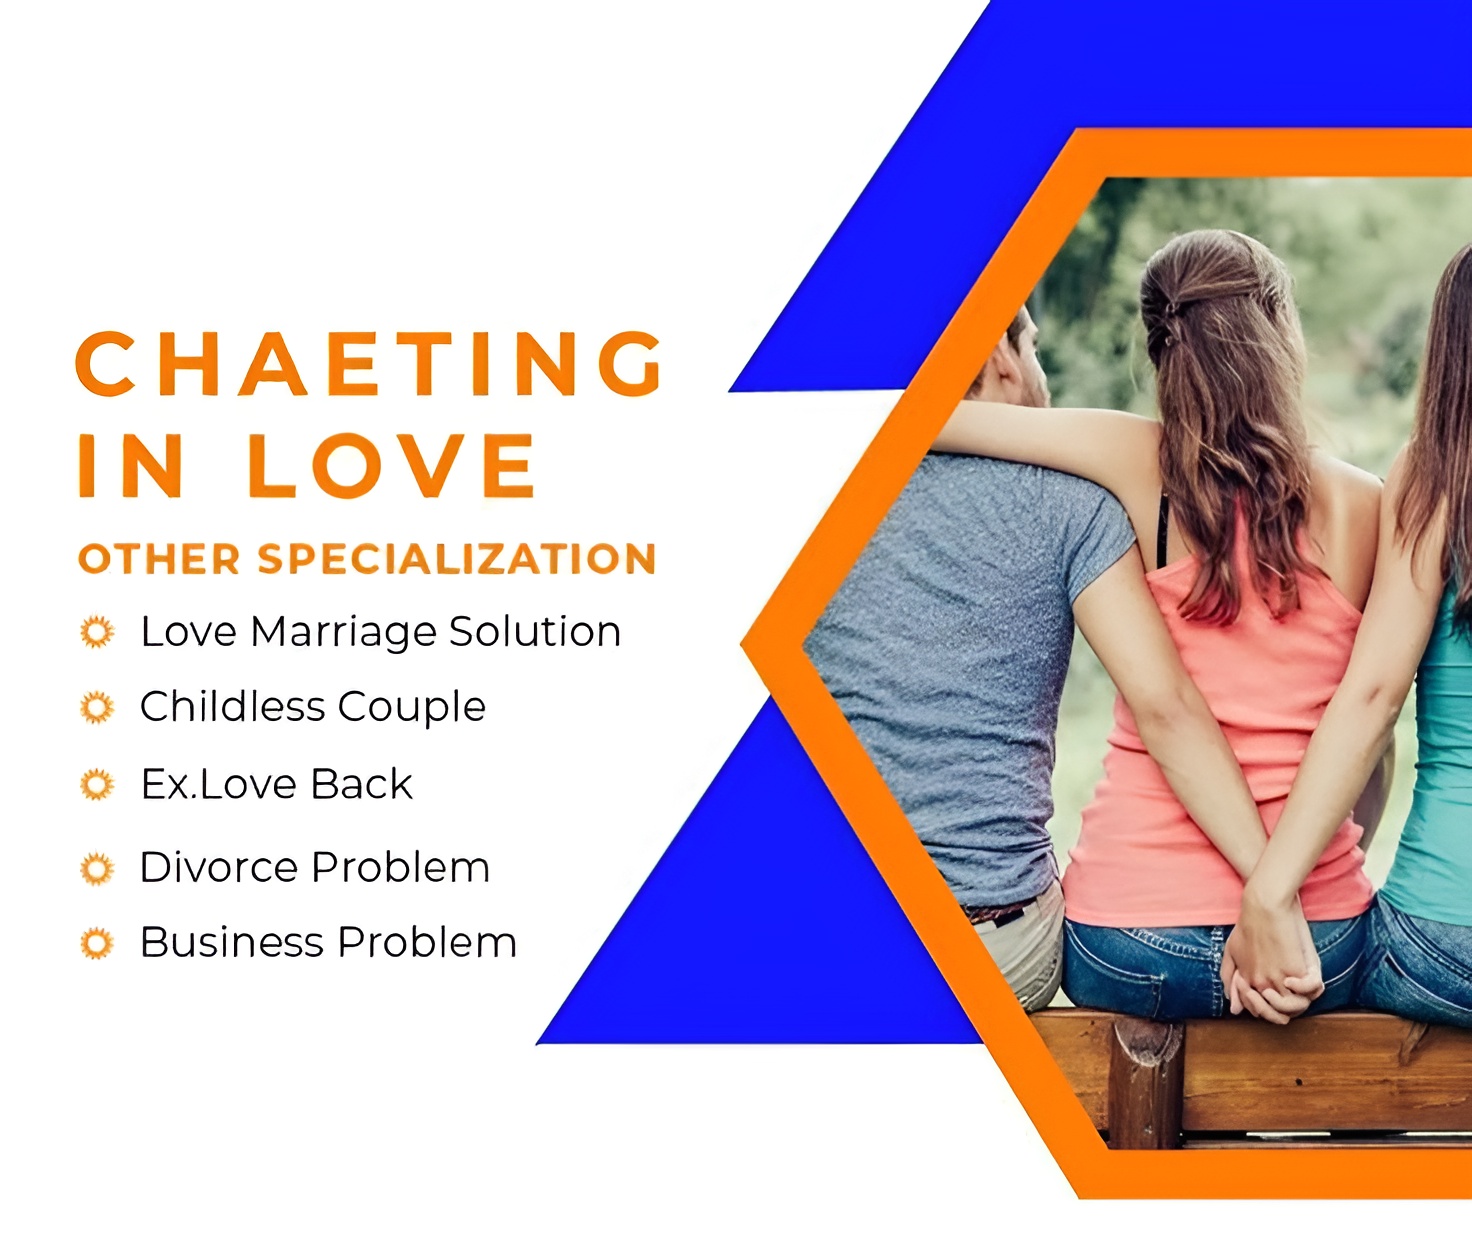 CHAETING
IN LOVE
OTHER SPECIALIZATION
Love Marriage Solution
Childless Couple
Ex.Love Back
Divorce Problem
Business Problem